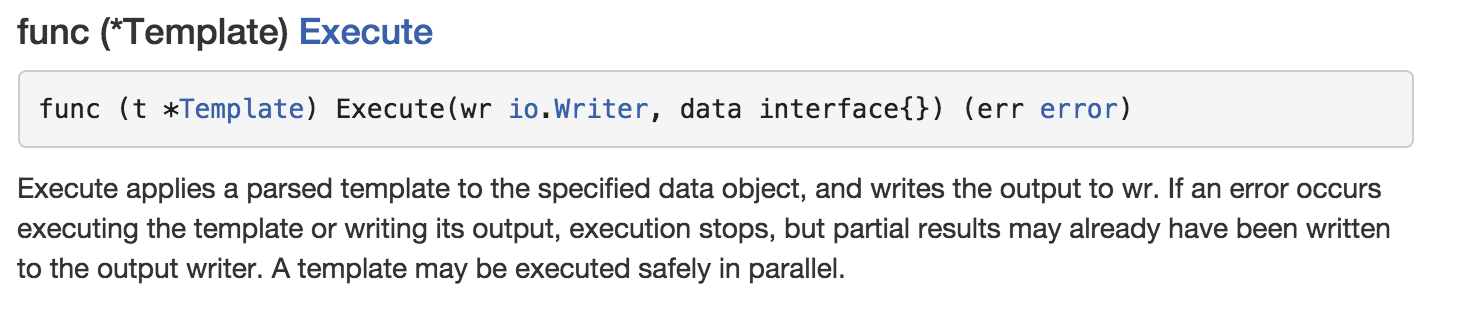 func (*Template) Execute
func (t *Template) Execute(wr io.Writer, data interface{}) (err error)
Execute applies a parsed template to the specified data object, and writes the output to wr. If an error occurs
executing the template or writing its output, execution stops, but partial results may already have been written
to the output writer. A template may be executed safely in parallel.